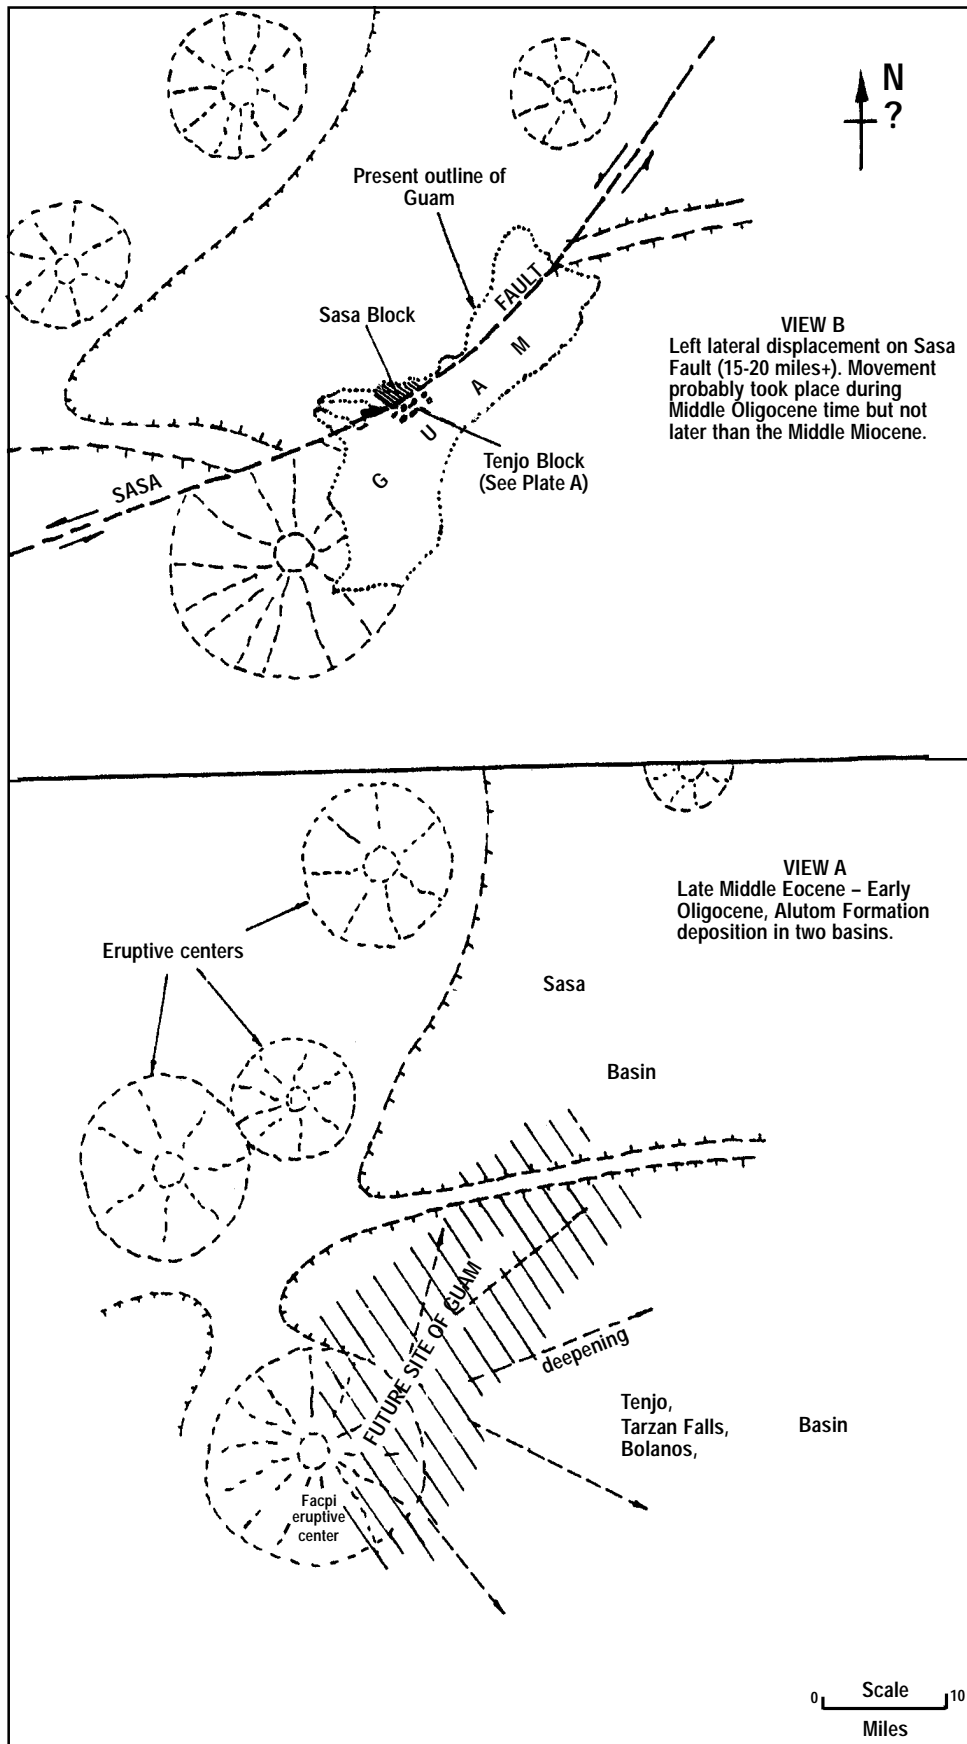 N
?
Present outline of
Guam
FAULT
Sasa Block
VIEW B
Left lateral displacement on Sasa
Fault (15-20 miles+). Movement
probably took place during
Middle Oligocene time but not
later than the Middle Miocene.
G U A M
Tenjo Block
(See Plate A)
SASA
VIEW A
Late Middle Eocene – Early
Oligocene, Alutom Formation
deposition in two basins.
Eruptive centers
Sasa
Basin
FUTURE SITE OF GUAM
deepening
Tenjo,
Tarzan Falls,
Bolanos,
Basin
Facpi
eruptive
center
0 Scale 10
Miles